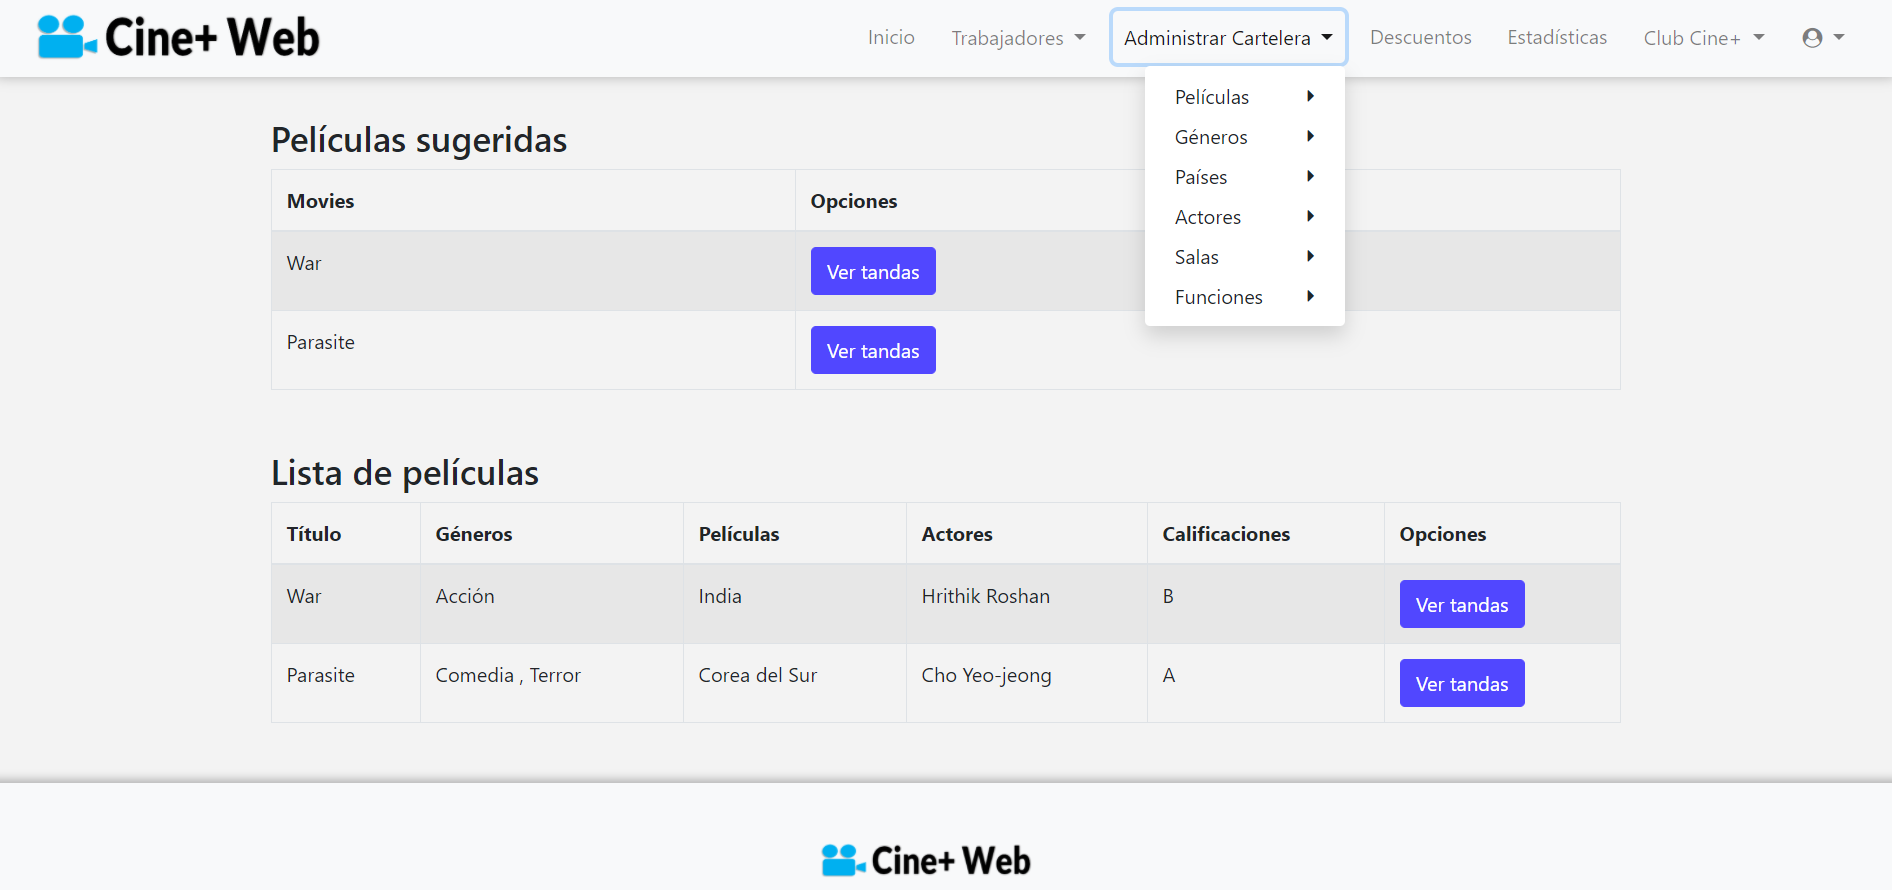 Cine+ Web
Inicio Trabajadores Administrar Cartelera Descuentos Estadísticas Club Cine+
Películas
Géneros
Países
Actores
Salas
Funciones
Películas sugeridas
Movies Opciones
War Ver tandas
Parasite Ver tandas
Lista de películas
Título Géneros Películas Actores Calificaciones Opciones
War Acción India Hrithik Roshan B Ver tandas
Parasite Comedia , Terror Corea del Sur Cho Yeo-jeong A Ver tandas
Cine+ Web